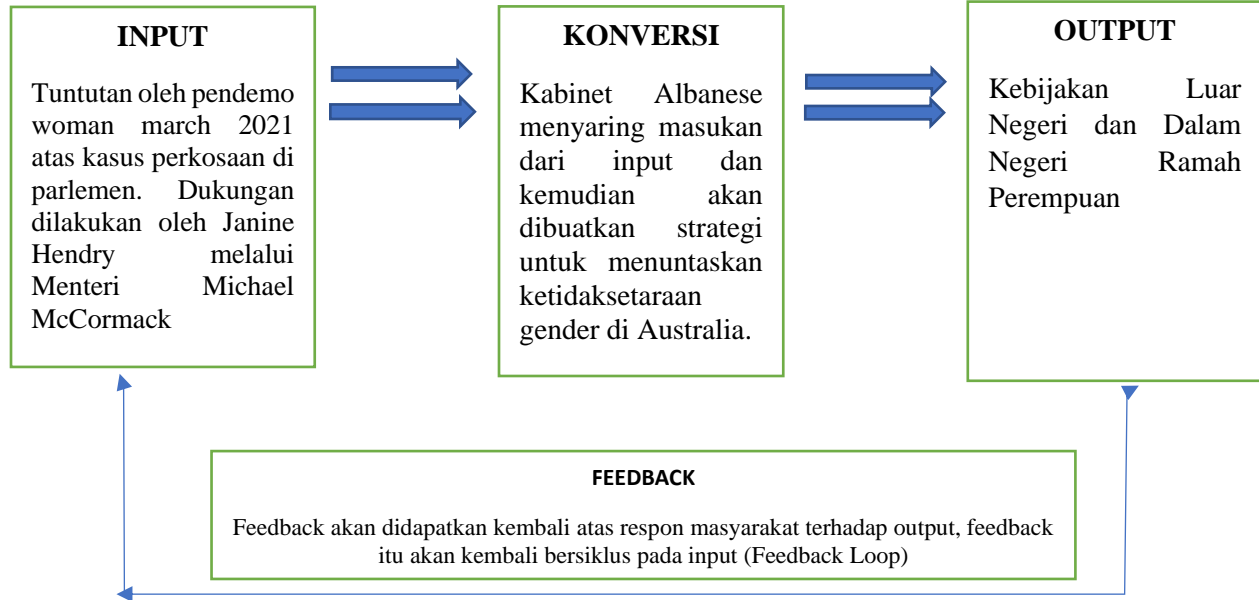 INPUT
Tuntutan oleh pendemo
woman march 2021
atas kasus perkosaan di
parlemen. Dukungan
dilakukan oleh Janine
Hendry melalui
Menteri Michael
McCormack
KONVERSI
Kabinet Albanese
menyaring masukan
dari input dan
kemudian akan
dibuatkan strategi
untuk menuntaskan
ketidaksetaraan
gender di Australia.
OUTPUT
Kebijakan Luar
Negeri dan Dalam
Negeri Ramah
Perempuan
FEEDBACK
Feedback akan didapatkan kembali atas respon masyarakat terhadap output, feedback
itu akan kembali bersiklus pada input (Feedback Loop)